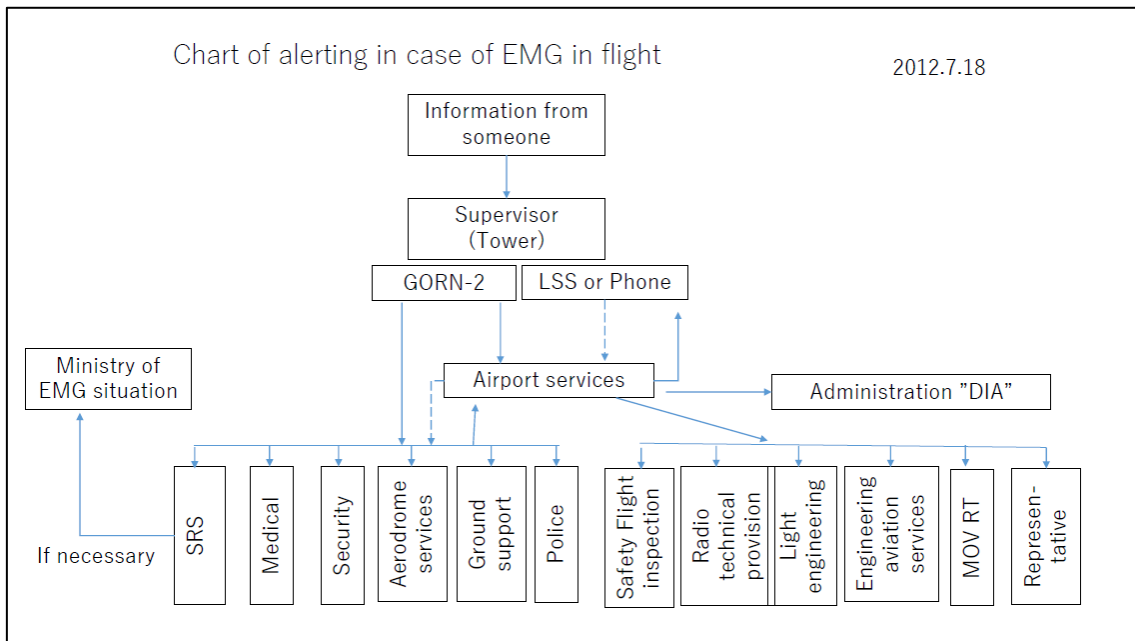 Chart of alerting in case of EMG in flight
2012.7.18
Information from
someone
Supervisor
(Tower)
GORN-2
LSS or Phone
Ministry of
EMG situation
Airport services
Administration ”DIA”
If necessary
SRS
Medical
Security
Aerodrome
services
Ground
support
Police
Safety Flight
inspection
Radio
technical
provision
Light
engineering
Engineering
aviation
services
MOV RT
Represen-
tative